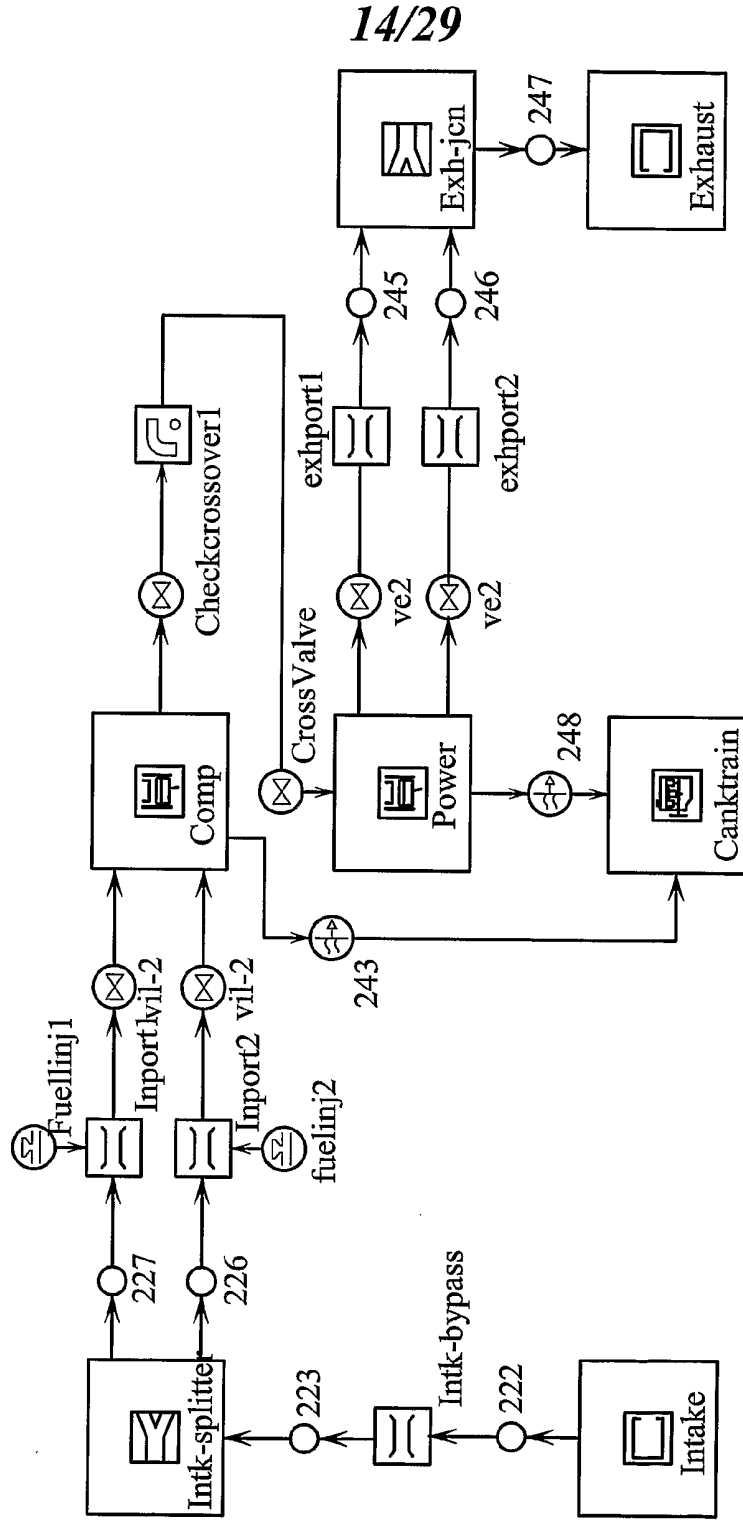 14/29
Fuellinj1
Inport1
vil-2
Inport2
vil-2
fuelinj2
227
226
Intk-splitter
223
Intk-bypass
222
Intake
Comp
Checkcrossover1
CrossValve
243
Power
248
Canktrain
exhport1
ve2
exhport2
ve2
245
246
Exh-jcn
247
Exhaust